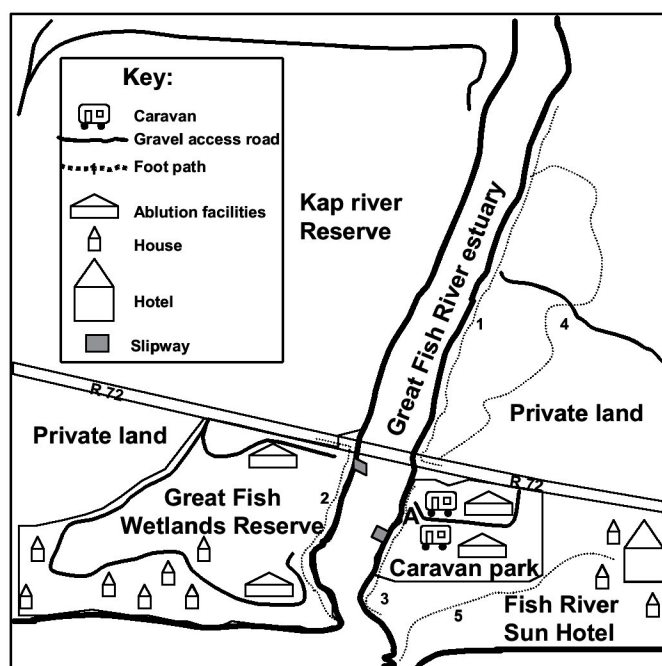 Key:
Caravan
Gravel access road
Foot path
Ablution facilities
House
Hotel
Slipway
Kap river
Reserve
Great Fish River estuary
1
4
R 72
Private land
Private land
R 72
2
Great Fish
Wetlands Reserve
A
Caravan park
3
5
Fish River
Sun Hotel